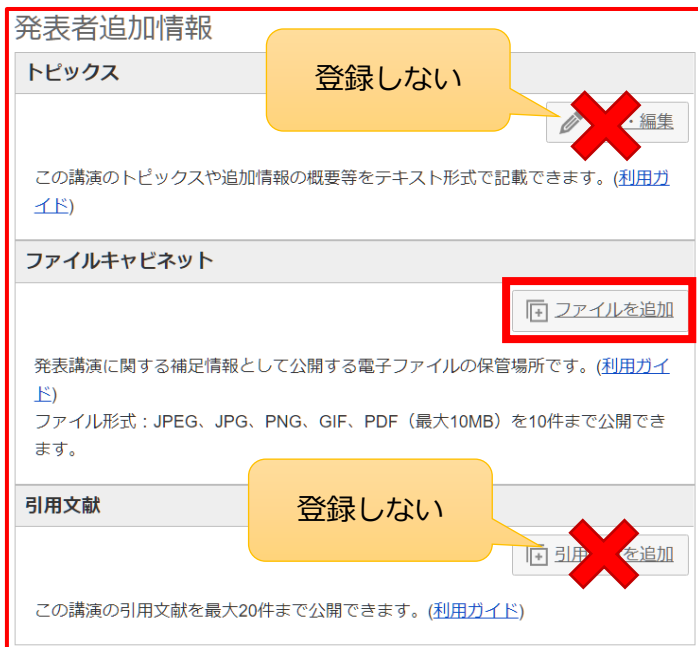 発表者追加情報
トピックス
登録しない
・編集
この講演のトピックスや追加情報の概要等をテキスト形式で記載できます。(利用ガ
イド)
ファイルキャビネット
ファイルを追加
発表講演に関する補足情報として公開する電子ファイルの保管場所です。(利用ガイ
ド)
ファイル形式：JPEG、JPG、PNG、GIF、PDF（最大10MB）を10件まで公開でき
ます。
引用文献
登録しない
引用 を追加
この講演の引用文献を最大20件まで公開できます。(利用ガイド)